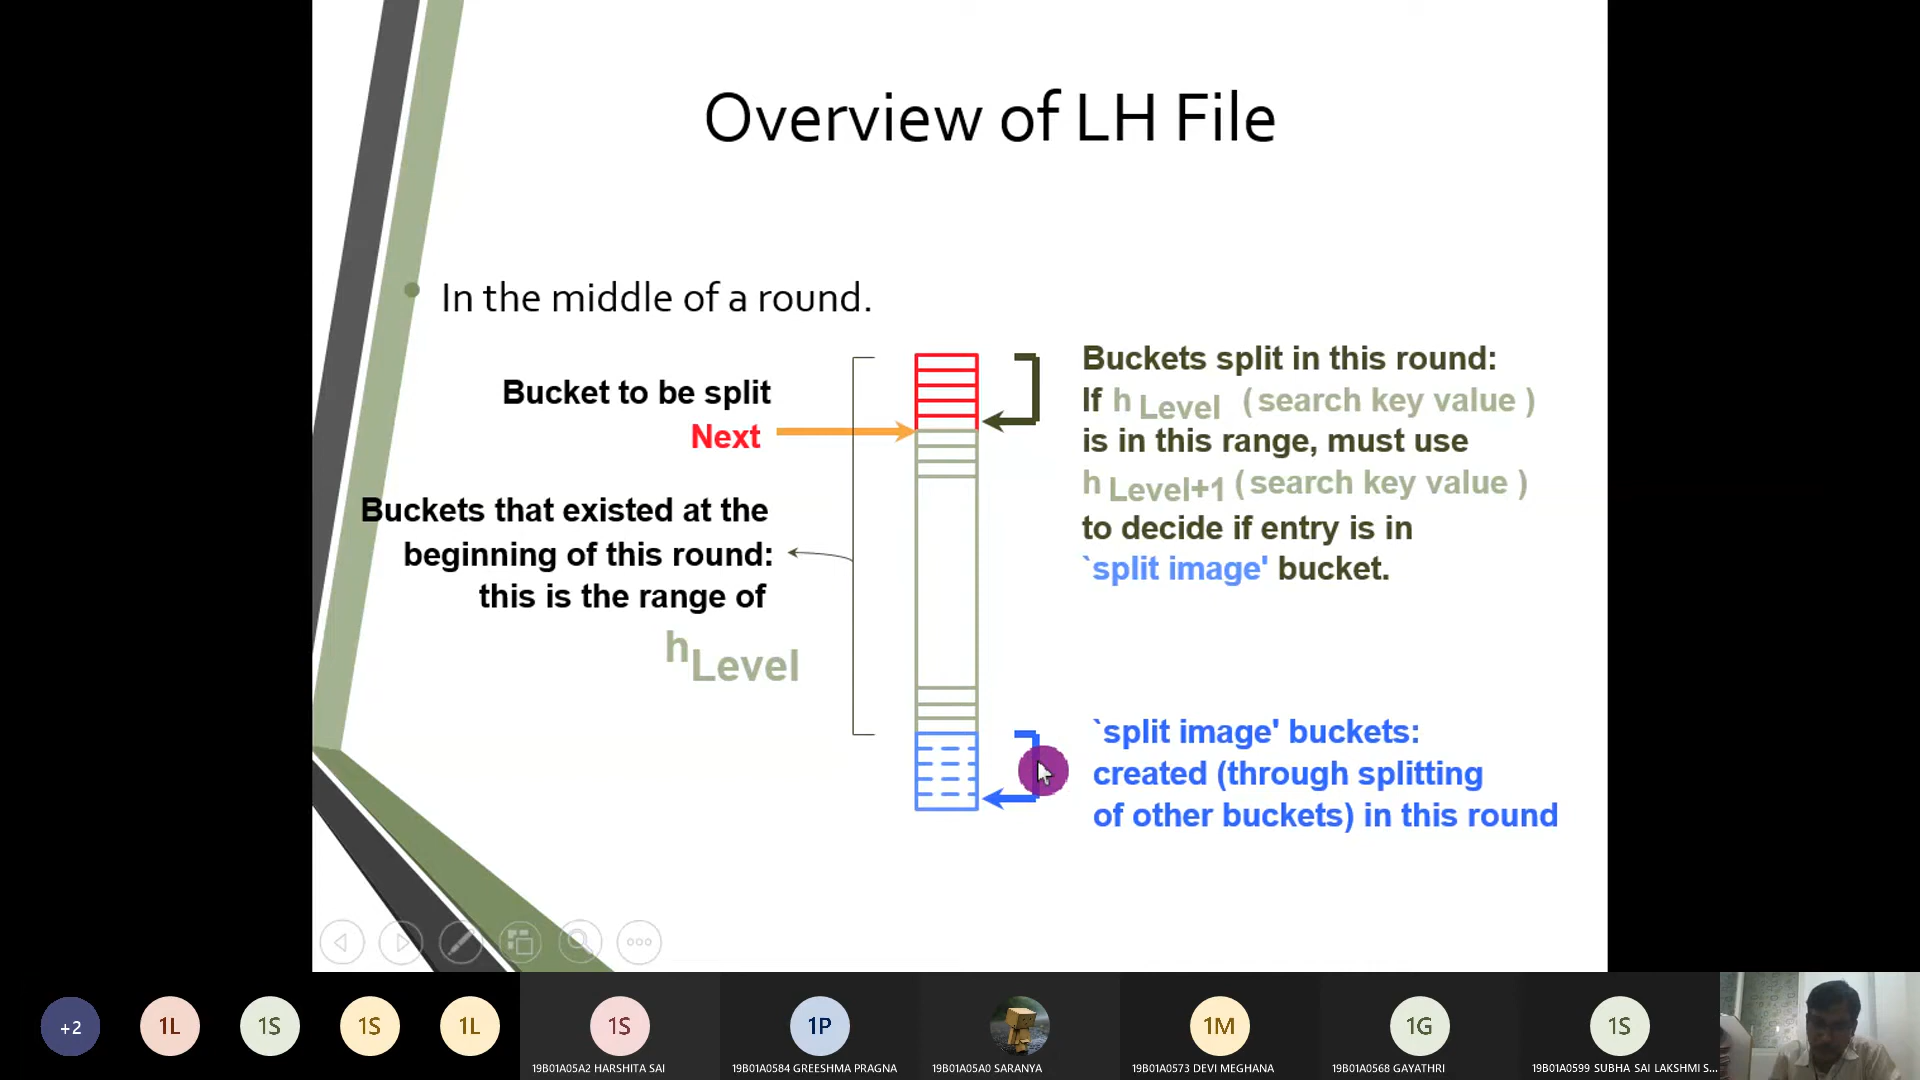 Overview of LH File
In the middle of a round.
Bucket to be split
Next
Buckets that existed at the
beginning of this round:
this is the range of
hLevel
Buckets split in this round:
If h Level ( search key value )
is in this range, must use
h Level+1 ( search key value )
to decide if entry is in
`split image' bucket.
`split image' buckets:
created (through splitting
of other buckets) in this round
+2
1L
1S
1S
1L
1S
1P
1M
1G
1S
19B01A05A2 HARSHITA SAI
19B01A0584 GREESHMA PRAGNA
19B01A05A0 SARANYA
19B01A0573 DEVI MEGHANA
19B01A0568 GAYATHRI
19B01A0599 SUBHA SAI LAKSHMI S...